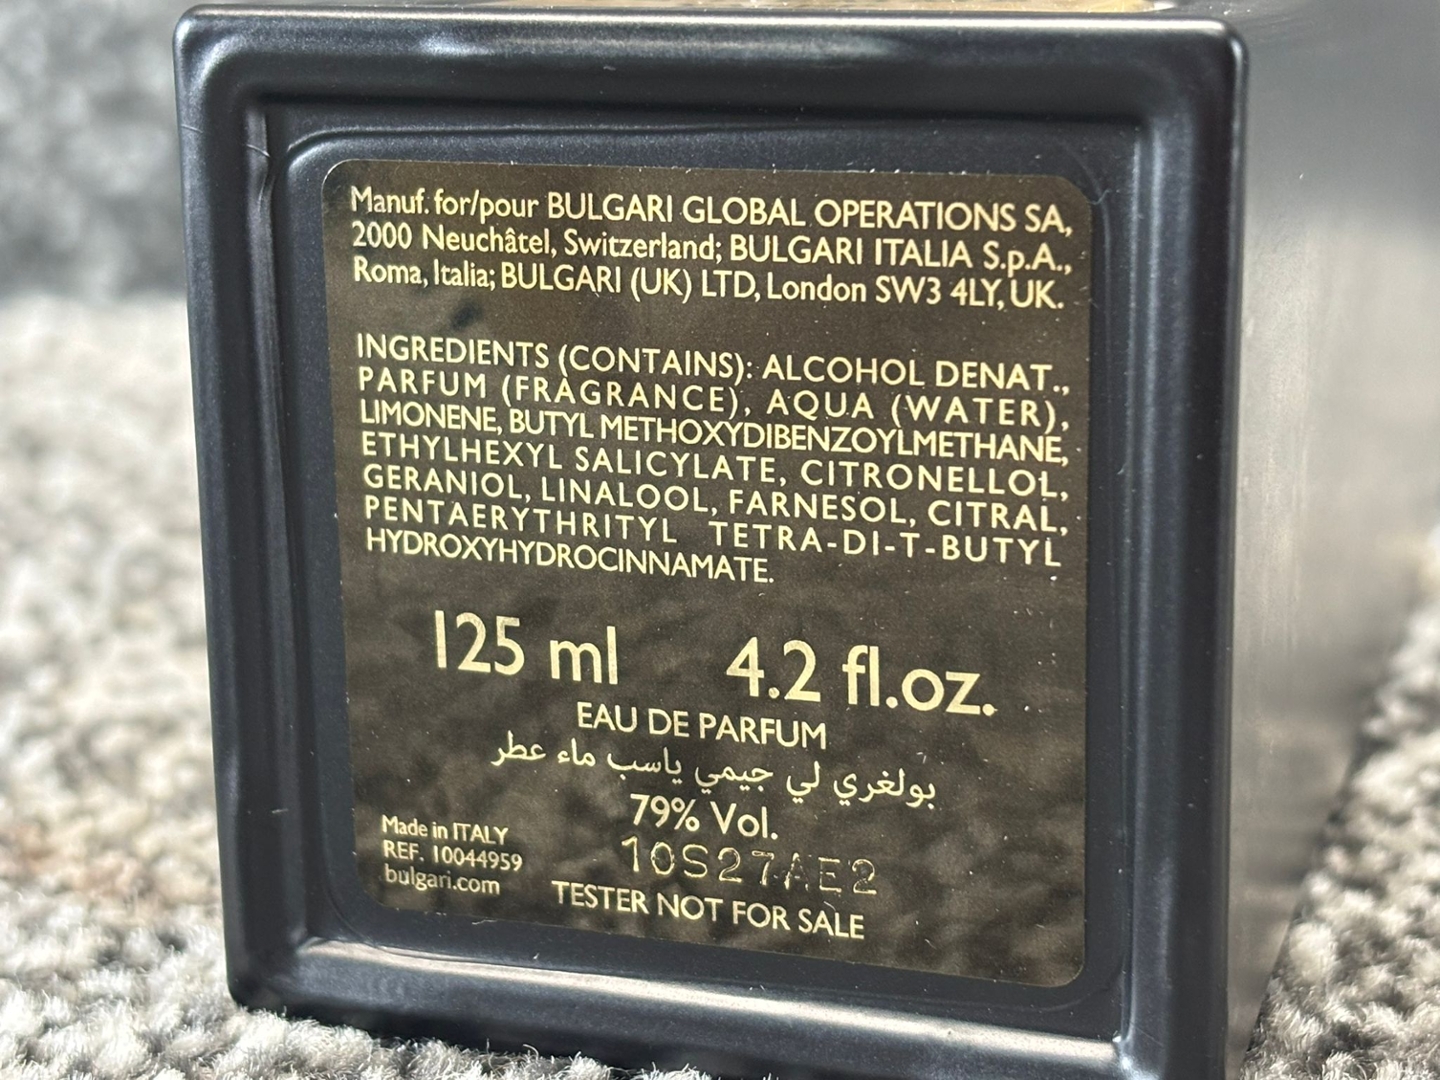 Manuf. for/pour BULGARI GLOBAL OPERATIONS SA,
2000 Neuchâtel, Switzerland; BULGARI ITALIA S.p.A.,
Roma, Italia; BULGARI (UK) LTD, London SW3 4LY, UK.
INGREDIENTS (CONTAINS): ALCOHOL DENAT.,
PARFUM (FRAGRANCE), AQUA (WATER),
LIMONENE, BUTYL METHOXYDIBENZOYLMETHANE,
ETHYLHEXYL SALICYLATE, CITRONELLOL,
GERANIOL, LINALOOL, FARNESOL, CITRAL,
PENTAERYTHRITYL TETRA-DI-T-BUTYL
HYDROXYHYDROCINNAMATE.
125 ml 4.2 fl.oz.
EAU DE PARFUM
بولغري لي جيمي ياسب ماء عطر
79% Vol.
Made in ITALY
REF. 10044959
bulgari.com
10S27AE2
TESTER NOT FOR SALE